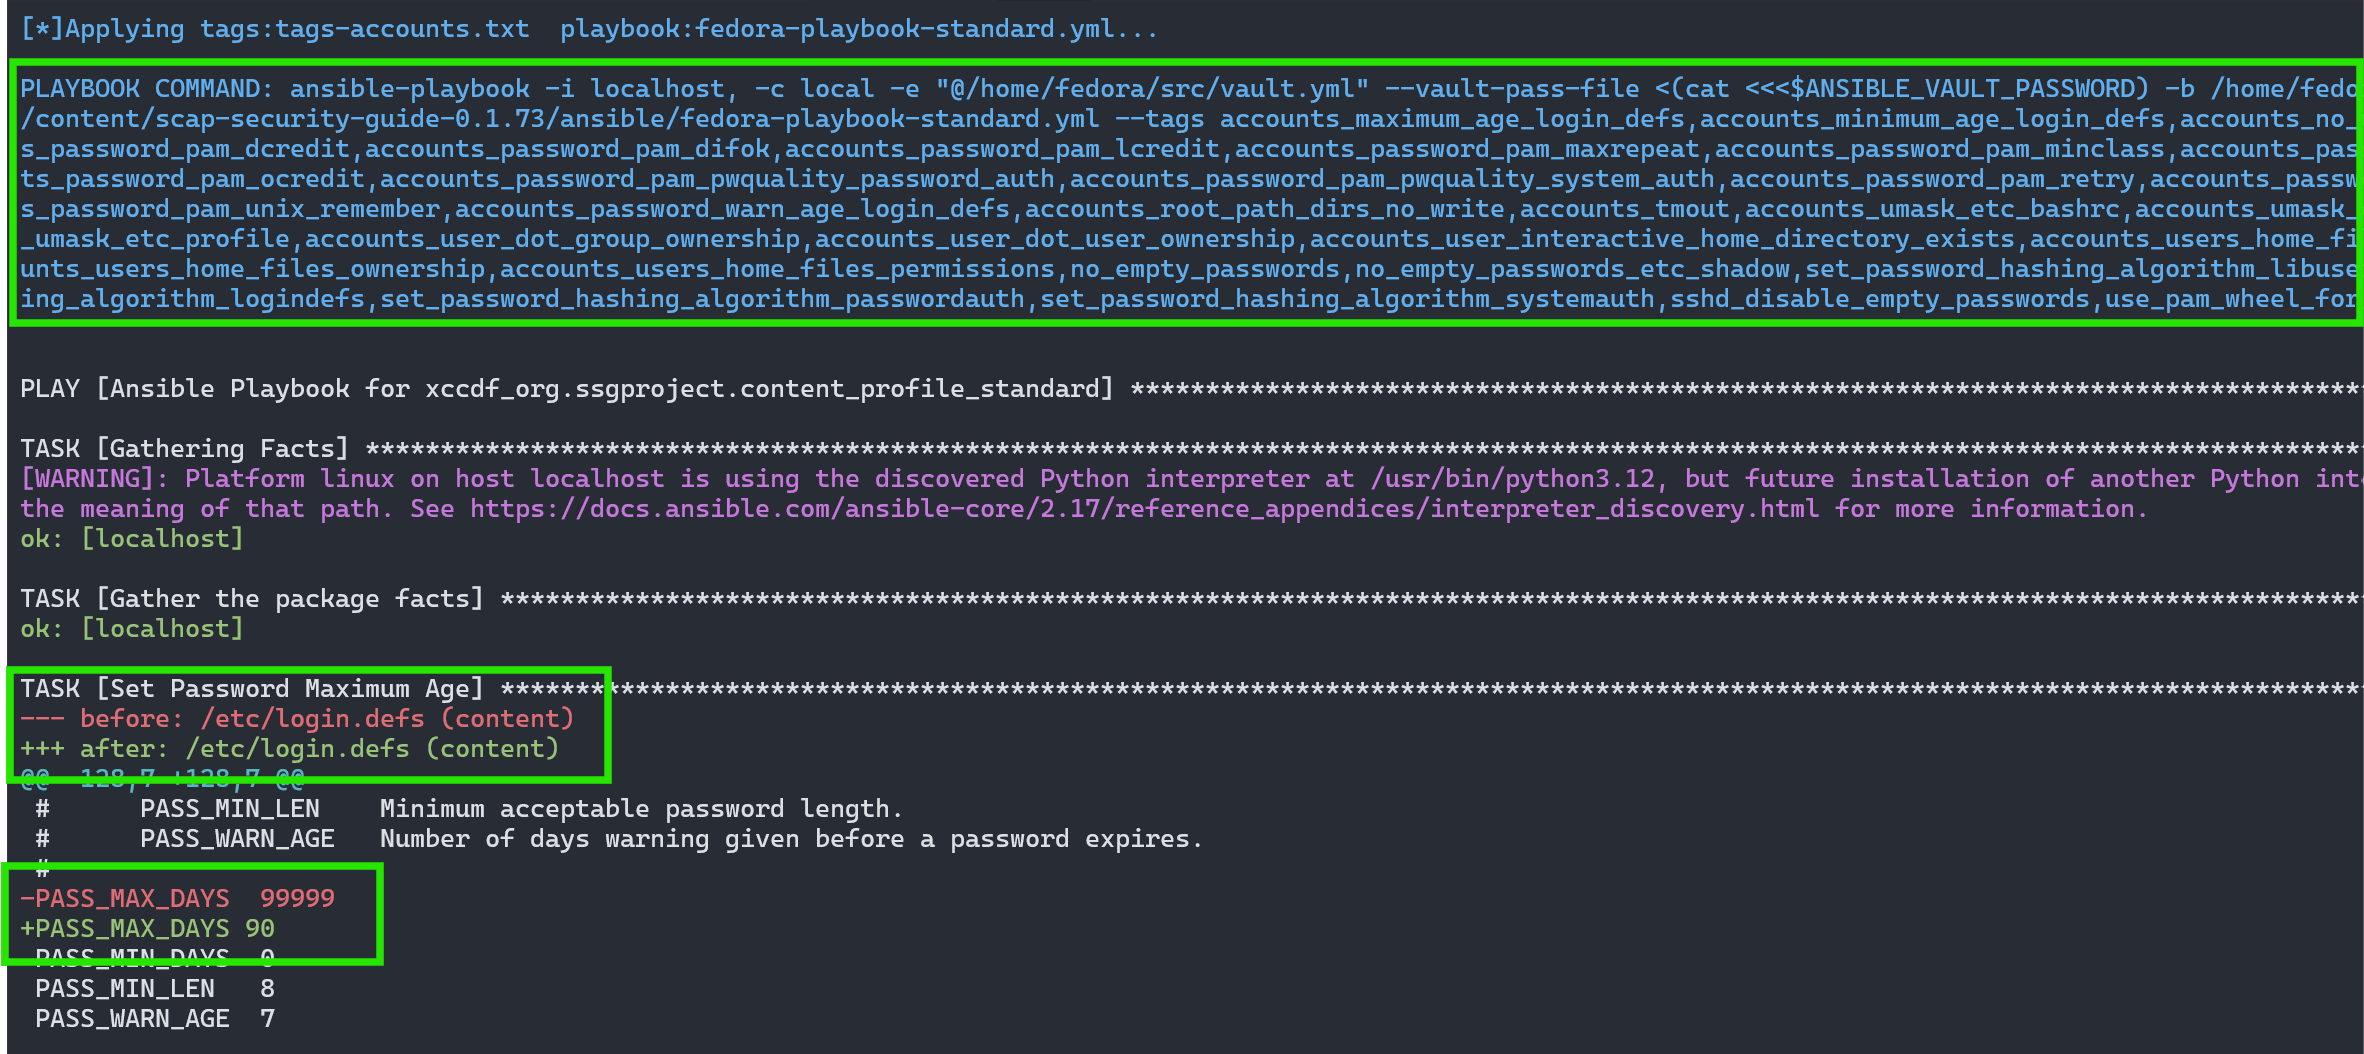 [*]Applying tags:tags-accounts.txt  playbook:fedora-playbook-standard.yml...
PLAYBOOK COMMAND: ansible-playbook -i localhost, -c local -e "@/home/fedora/src/vault.yml" --vault-pass-file <(cat <<<$ANSIBLE_VAULT_PASSWORD) -b /home/fedo
/content/scap-security-guide-0.1.73/ansible/fedora-playbook-standard.yml --tags accounts_maximum_age_login_defs,accounts_minimum_age_login_defs,accounts_no_
s_password_pam_dcredit,accounts_password_pam_difok,accounts_password_pam_lcredit,accounts_password_pam_maxrepeat,accounts_password_pam_minclass,accounts_pas
ts_password_pam_ocredit,accounts_password_pam_pwquality_password_auth,accounts_password_pam_pwquality_system_auth,accounts_password_pam_retry,accounts_passw
s_password_pam_unix_remember,accounts_password_warn_age_login_defs,accounts_root_path_dirs_no_write,accounts_tmout,accounts_umask_etc_bashrc,accounts_umask_
_umask_etc_profile,accounts_user_dot_group_ownership,accounts_user_dot_user_ownership,accounts_user_interactive_home_directory_exists,accounts_users_home_fi
unts_users_home_files_ownership,accounts_users_home_files_permissions,no_empty_passwords,no_empty_passwords_etc_shadow,set_password_hashing_algorithm_libuse
ing_algorithm_logindefs,set_password_hashing_algorithm_passwordauth,set_password_hashing_algorithm_systemauth,sshd_disable_empty_passwords,use_pam_wheel_for
PLAY [Ansible Playbook for xccdf_org.ssgproject.content_profile_standard] **********************************************************************************
TASK [Gathering Facts] *************************************************************************************************************************************
[WARNING]: Platform linux on host localhost is using the discovered Python interpreter at /usr/bin/python3.12, but future installation of another Python int
the meaning of that path. See https://docs.ansible.com/ansible-core/2.17/reference_appendices/interpreter_discovery.html for more information.
ok: [localhost]
TASK [Gather the package facts] ****************************************************************************************************************************
ok: [localhost]
TASK [Set Password Maximum Age] ****************************************************************************************************************************
--- before: /etc/login.defs (content)
+++ after: /etc/login.defs (content)
@@ -128,7 +128,7 @@
 #      PASS_MIN_LEN    Minimum acceptable password length.
 #      PASS_WARN_AGE   Number of days warning given before a password expires.
 #
-PASS_MAX_DAYS  99999
+PASS_MAX_DAYS 90
 PASS_MIN_DAYS  0
 PASS_MIN_LEN   8
 PASS_WARN_AGE  7